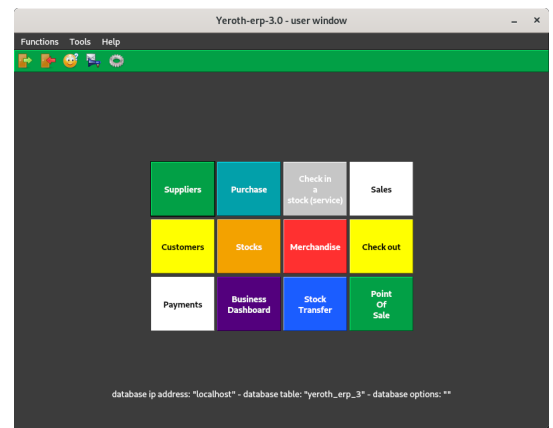 Yeroth-erp-3.0 - user window
Functions Tools Help
Suppliers
Purchase
Check in
a
stock (service)
Sales
Customers
Stocks
Merchandise
Check out
Payments
Business
Dashboard
Stock
Transfer
Point
Of
Sale
database ip address: "localhost" - database table: "yeroth_erp_3" - database options: ""